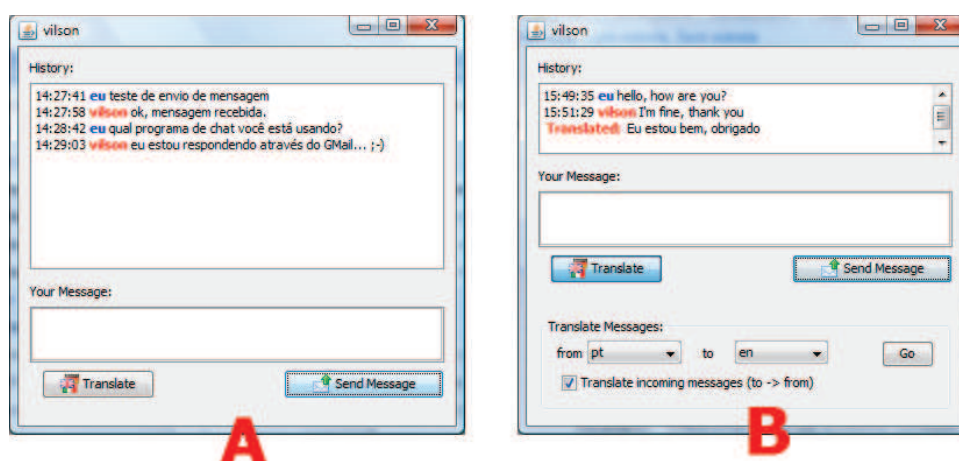 vilson
History:
14:27:41 eu teste de envio de mensagem
14:27:58 vilson ok, mensagem recebida.
14:28:42 eu qual programa de chat você está usando?
14:29:03 vilson eu estou respondendo através do GMail... ;-)
Your Message:
Translate
Send Message
A
vilson
History:
15:49:35 eu hello, how are you?
15:51:29 vilson I'm fine, thank you
Translated: Eu estou bem, obrigado
Your Message:
Translate
Send Message
Translate Messages:
from pt to en Go
Translate incoming messages (to -> from)
B